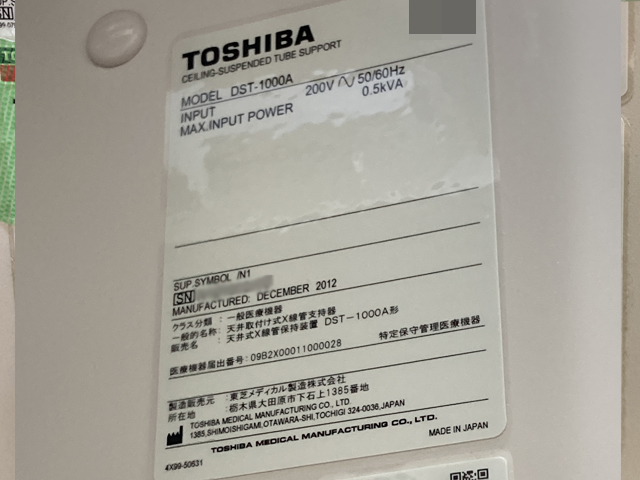 TOSHIBA
CEILING-SUSPENDED TUBE SUPPORT
MODEL DST-1000A
INPUT 200V 50/60Hz
MAX.INPUT POWER 0.5kVA
SUP.SYMBOL /N1
SN
MANUFACTURED: DECEMBER 2012
クラス分類 : 一般医療機器
一般的名称: 天井取付け式X線管支持器
販売名 : 天井式X線管保持装置 DST-1000A形
医療機器届出番号: 09B2X00011000028 特定保守管理医療機器
製造販売元 : 東芝メディカル製造株式会社
所在地 : 栃木県大田原市下石上1385番地
TOSHIBA MEDICAL MANUFACTURING CO., LTD.
1385,SHIMOISHIGAMI,OTAWARA-SHI,TOCHIGI 324-0036,JAPAN
TOSHIBA MEDICAL MANUFACTURING CO., LTD.
4X99-50631 MADE IN JAPAN